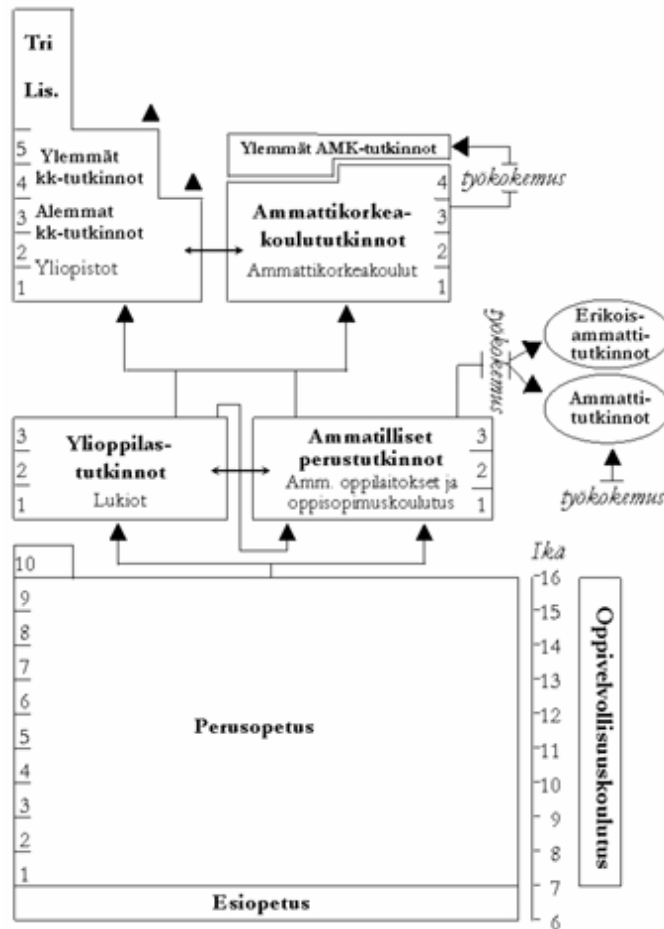 Tri
Lis.
5
4
3
2
1
Ylemmät
kk-tutkinnot
Alemmat
kk-tutkinnot
Yliopistot
Ylemmät AMK-tutkinnot
työkokemus
Ammattikorkea-
koulututkinnot
Ammattikorkeakoulut
4
3
2
1
työkokemus
Erikois-
ammatti-
tutkinnot
Ammatti-
tutkinnot
työkokemus
3
2
1
Ylioppilas-
tutkinnot
Lukiot
Ammatilliset
perustutkinnot
Amm. oppilaitokset ja
oppisopimuskoulutus
3
2
1
10
9
8
7
6
5
4
3
2
1
Perusopetus
Esiopetus
Ikä
16
15
14
13
12
11
10
9
8
7
6
Oppivelvollisuuskoulutus